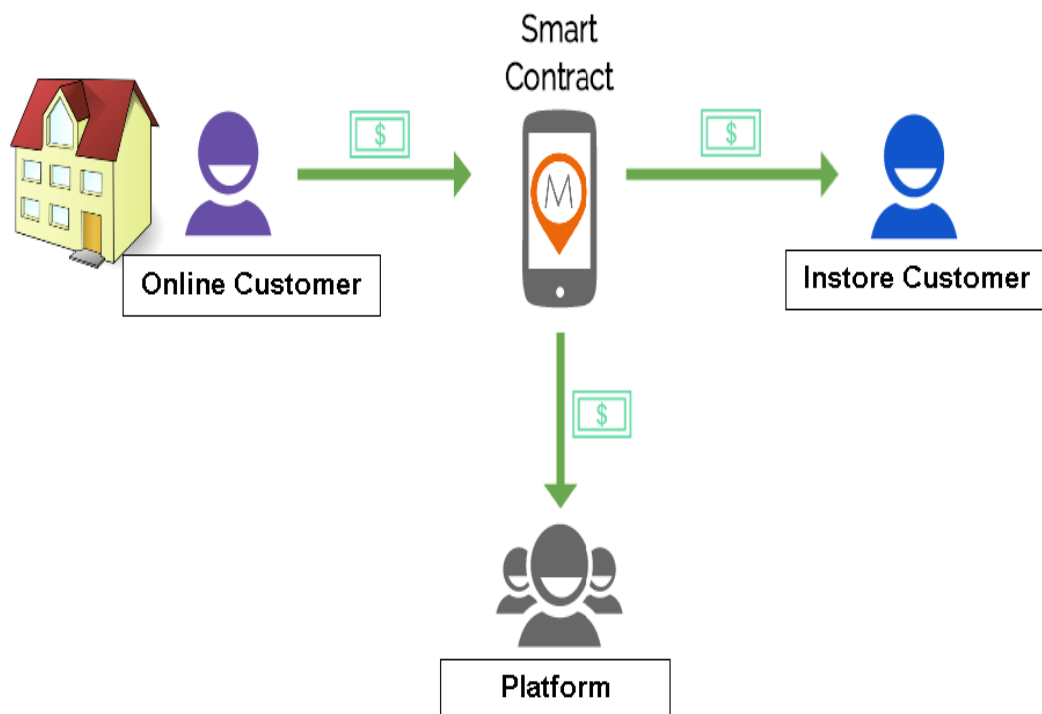 Smart
Contract
$
$
M
Online Customer
Instore Customer
$
Platform